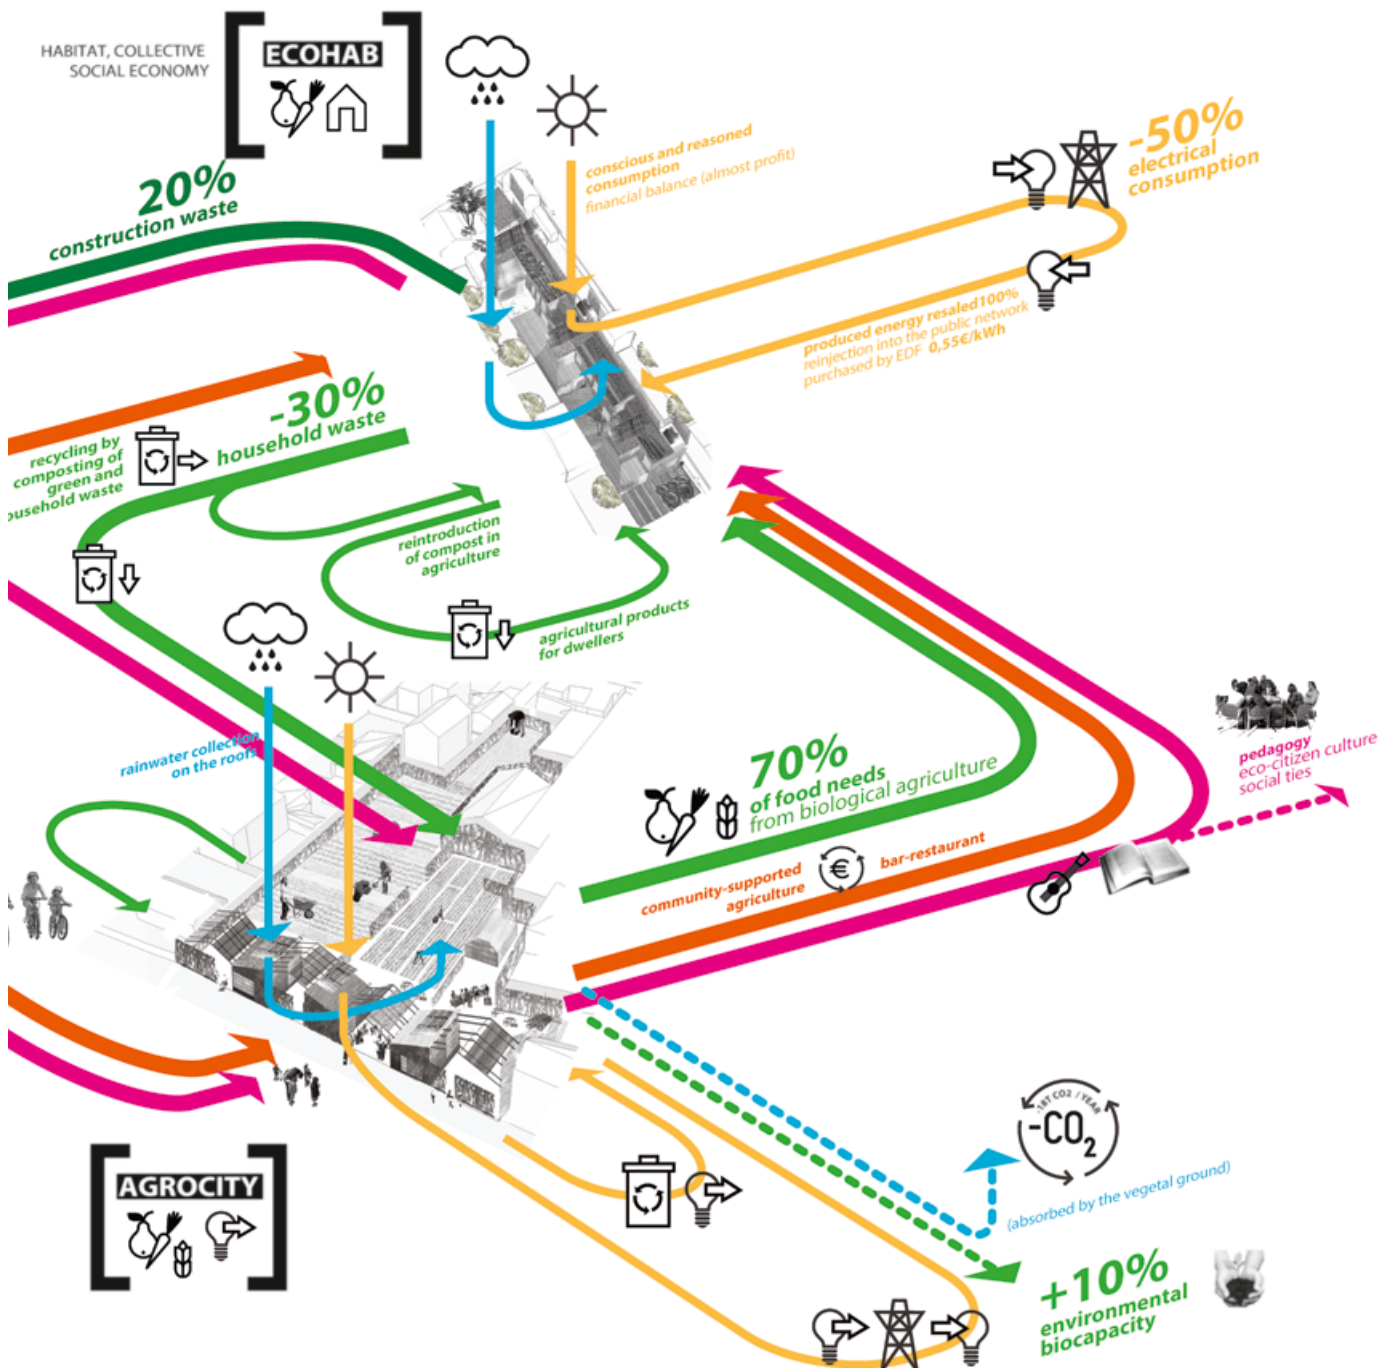 HABITAT, COLLECTIVE
SOCIAL ECONOMY
ECOHAB
20%
construction waste
conscious and reasoned
consumption
financial balance (almost profit)
-50%
electrical
consumption
produced energy resaled100%
reinjection into the public network
purchased by EDF 0,55€/kWh
-30%
household waste
recycling by
composting of
green and
ousehold waste
reintroduction
of compost in
agriculture
agricultural products
for dwellers
rainwater collection
on the roofs
70%
of food needs
from biological agriculture
community-supported
agriculture
€
bar-restaurant
pedagogy
eco-citizen culture
social ties
-18T CO2 / YEAR
-CO2
(absorbed by the vegetal ground)
+10%
environmental
biocapacity
AGROCITY